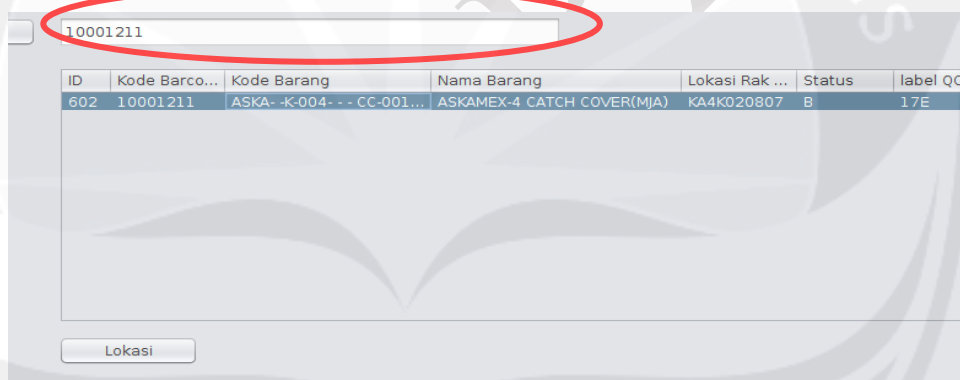 10001211
ID Kode Barco... Kode Barang Nama Barang Lokasi Rak ... Status label QC
602 10001211 ASKA- -K-004- - - CC-001... ASKAMEX-4 CATCH COVER(MJA) KA4K020807 B 17E
Lokasi